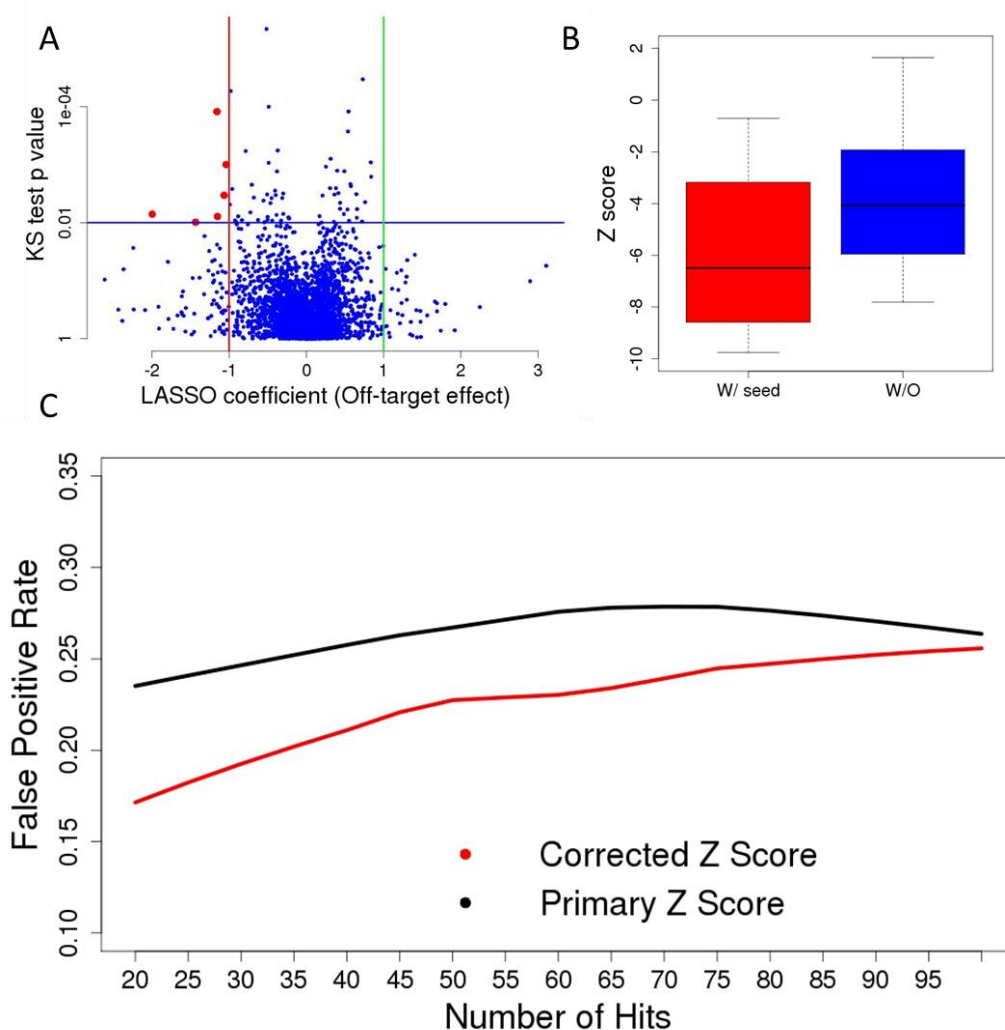 A
KS test p value
1e-04
0.01
1
-2 -1 0 1 2 3
LASSO coefficient (Off-target effect)
B
Z score
2
0
-2
-4
-6
-8
-10
W/ seed W/O
C
False Positive Rate
0.35
0.30
0.25
0.20
0.15
0.10
Corrected Z Score
Primary Z Score
20 25 30 35 40 45 50 55 60 65 70 75 80 85 90 95
Number of Hits